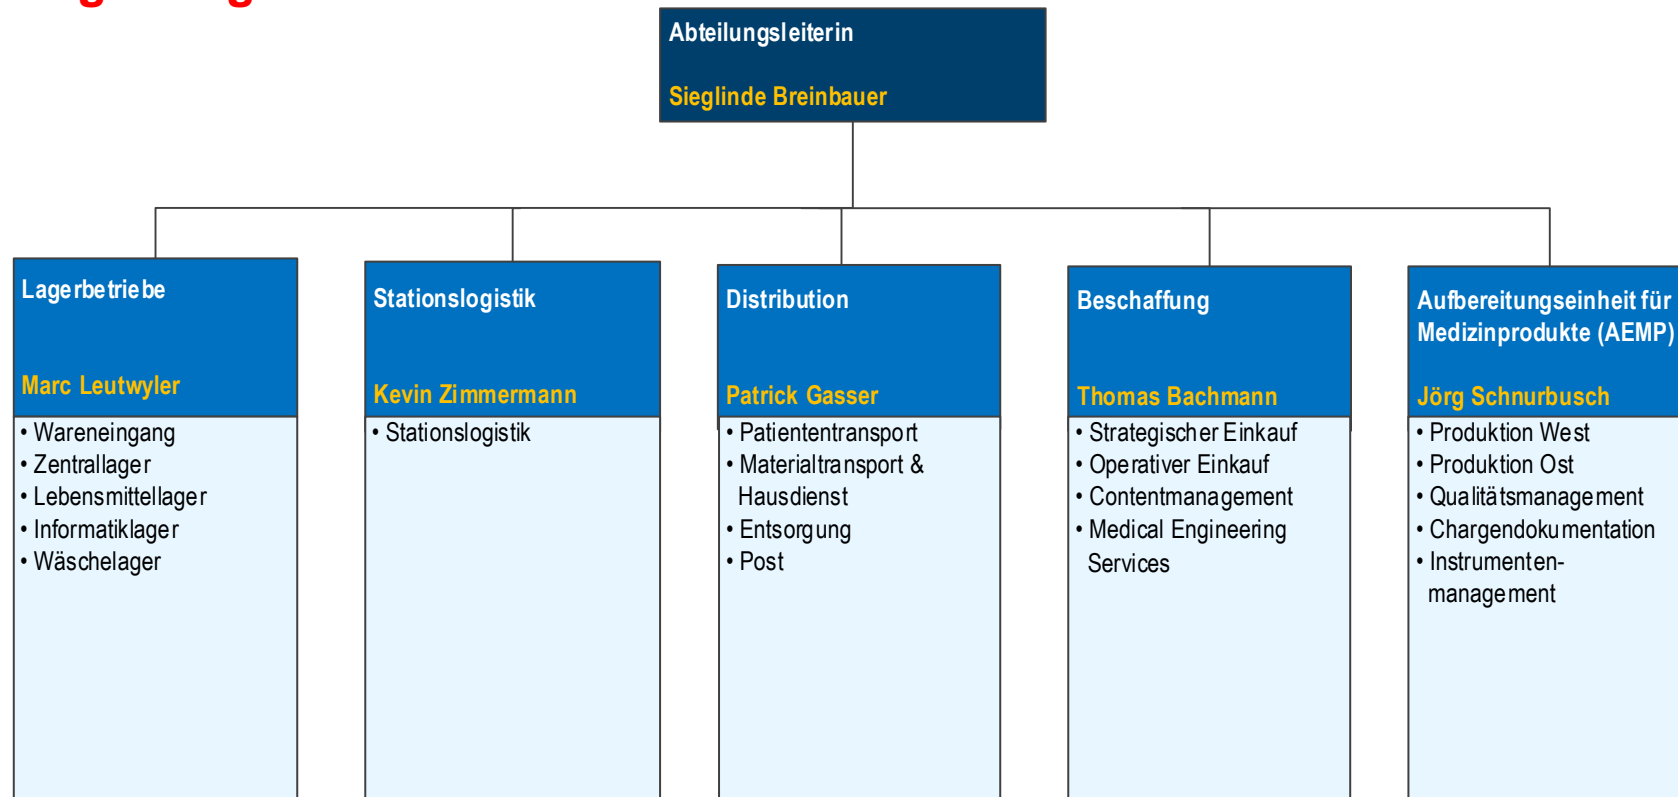 Abteilungsleiterin
Sieglinde Breinbauer
Lagerbetriebe
Marc Leutwyler
• Wareneingang
• Zentrallager
• Lebensmittellager
• Informatiklager
• Wäschelager
Stationslogistik
Kevin Zimmermann
• Stationslogistik
Distribution
Patrick Gasser
• Patiententransport
• Materialtransport &
Hausdienst
• Entsorgung
• Post
Beschaffung
Thomas Bachmann
• Strategischer Einkauf
• Operativer Einkauf
• Contentmanagement
• Medical Engineering
Services
Aufbereitungseinheit für
Medizinprodukte (AEMP)
Jörg Schnurbusch
• Produktion West
• Produktion Ost
• Qualitätsmanagement
• Chargendokumentation
• Instrumenten-
management